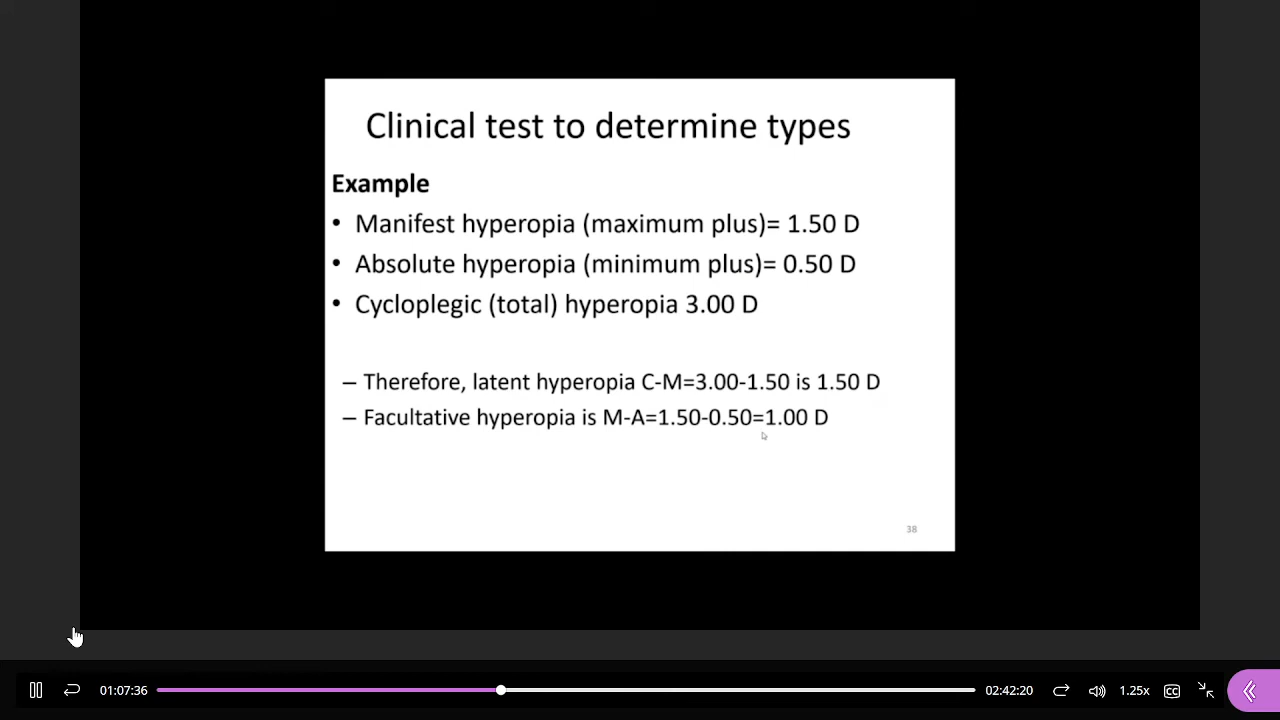 Clinical test to determine types
Example
• Manifest hyperopia (maximum plus)= 1.50 D
• Absolute hyperopia (minimum plus)= 0.50 D
• Cycloplegic (total) hyperopia 3.00 D
– Therefore, latent hyperopia C-M=3.00-1.50 is 1.50 D
– Facultative hyperopia is M-A=1.50-0.50=1.00 D
38
01:07:36
02:42:20
1.25x
CC